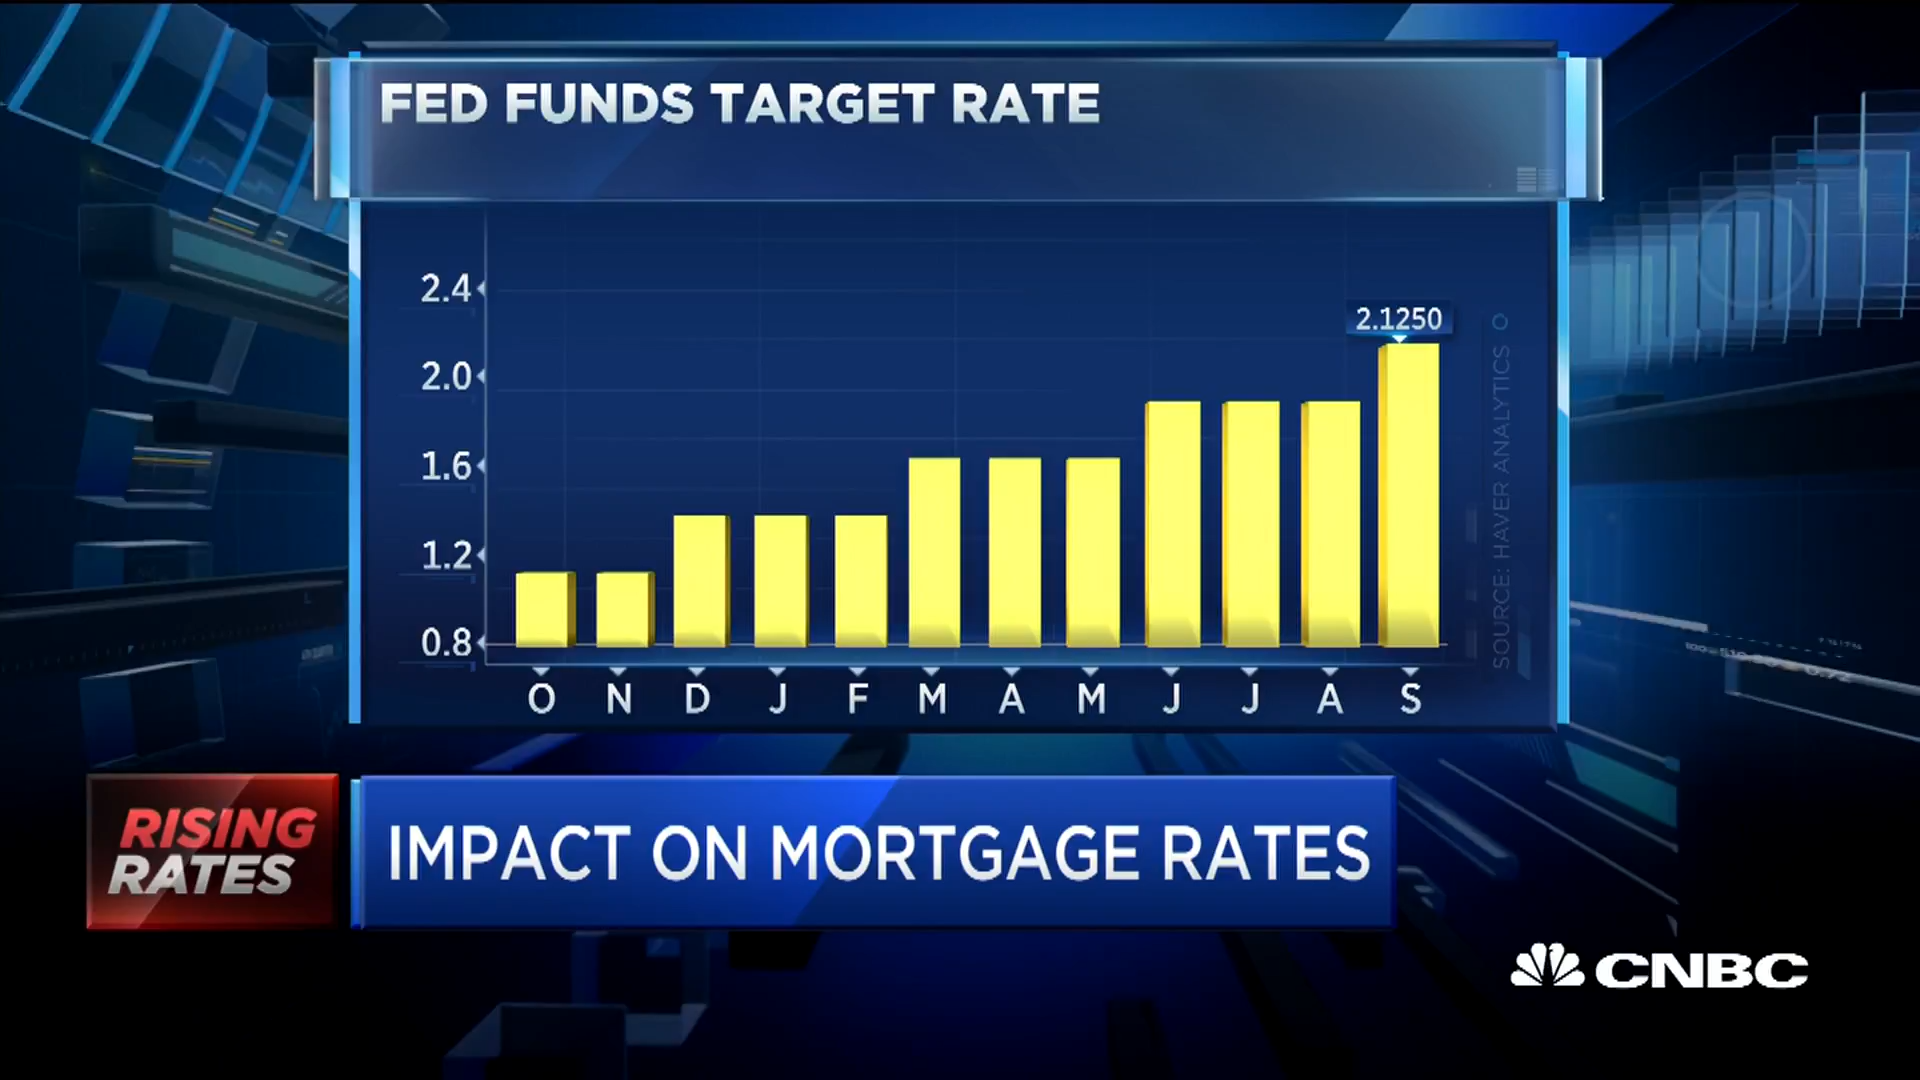 FED FUNDS TARGET RATE
2.4
2.0
1.6
1.2
0.8
2.1250
O N D J F M A M J J A S
SOURCE: HAVER ANALYTICS
RISING
RATES
IMPACT ON MORTGAGE RATES
CNBC